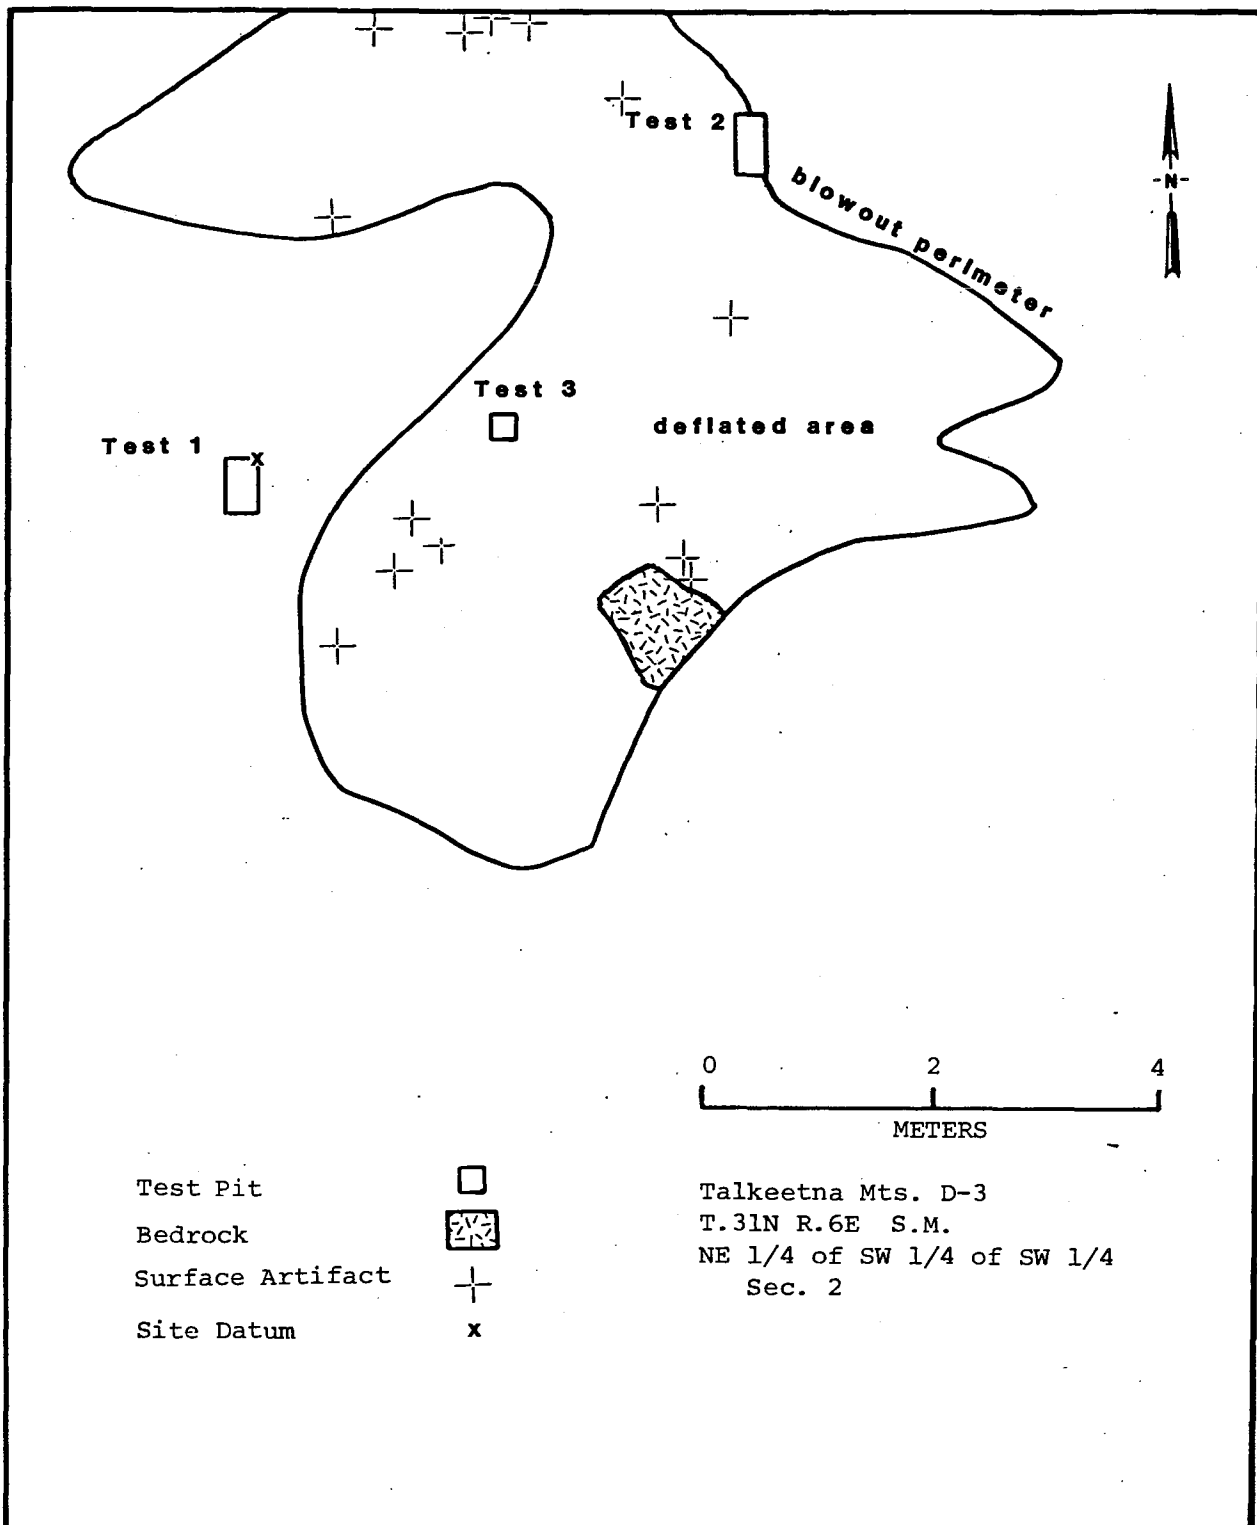 Test 2
-N-
blowout perimeter
Test 3
deflated area
Test 1
x
0 2 4
METERS
Test Pit
Bedrock
Surface Artifact
Site Datum x
Talkeetna Mts. D-3
T.31N R.6E S.M.
NE 1/4 of SW 1/4 of SW 1/4
Sec. 2